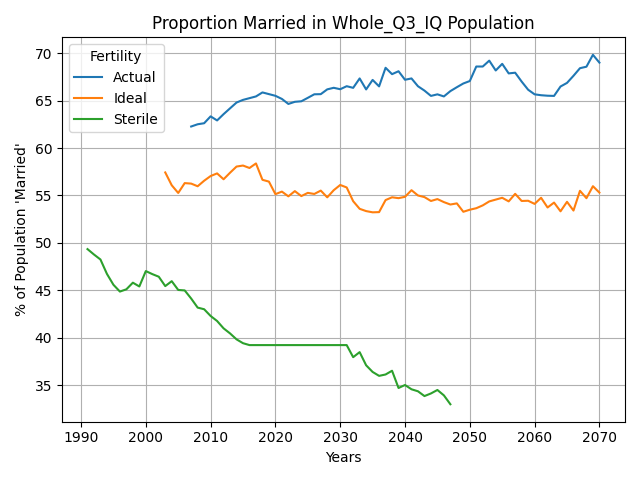 Proportion Married in Whole_Q3_IQ Population
Fertility
Actual
Ideal
Sterile
% of Population 'Married'
70
65
60
55
50
45
40
35
1990 2000 2010 2020 2030 2040 2050 2060 2070
Years